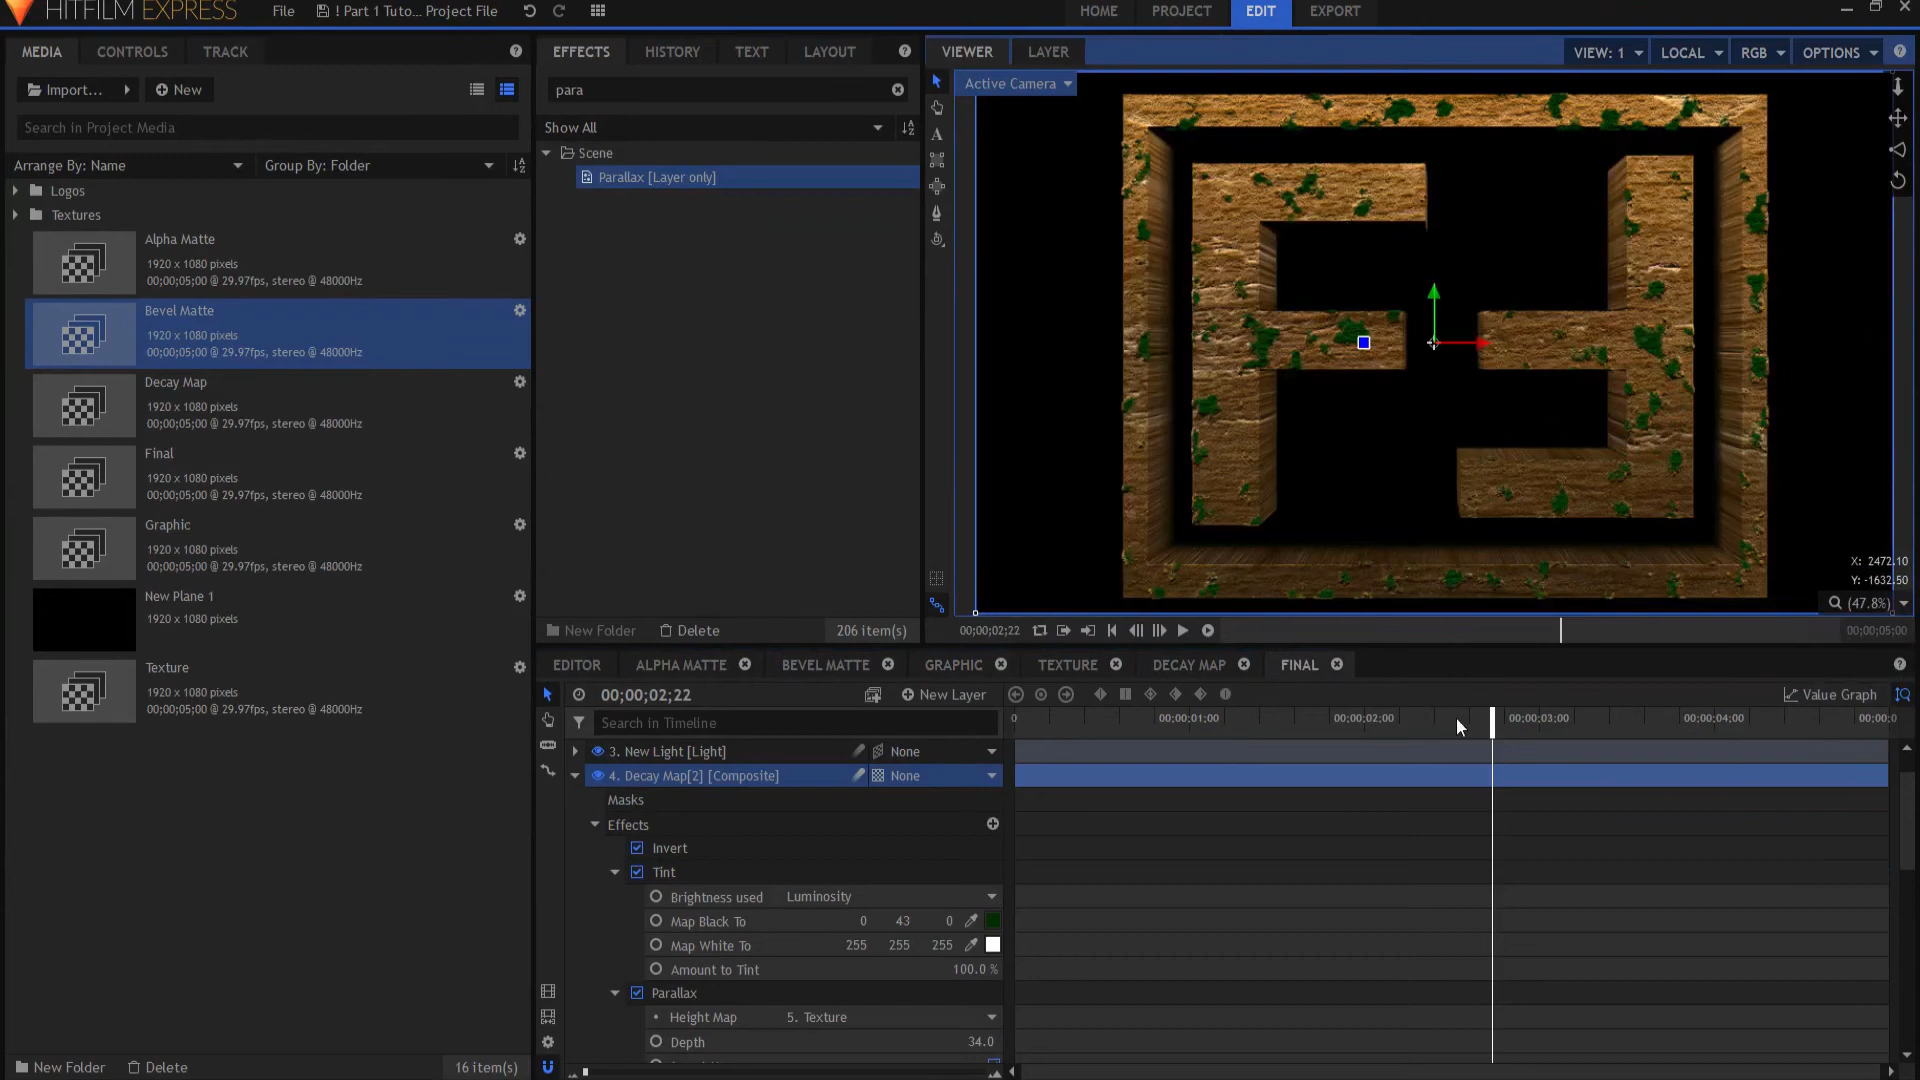 HITFILM EXPRESS
File
! Part 1 Tuto... Project File
HOME
PROJECT
EDIT
EXPORT
MEDIA
CONTROLS
TRACK
EFFECTS
HISTORY
TEXT
LAYOUT
VIEWER
LAYER
VIEW: 1
LOCAL
RGB
OPTIONS
Import...
New
para
Active Camera
Search in Project Media
Show All
Arrange By: Name
Group By: Folder
Scene
Parallax [Layer only]
Logos
Textures
Alpha Matte
1920 x 1080 pixels
00;00;05;00 @ 29.97fps, stereo @ 48000Hz
Bevel Matte
1920 x 1080 pixels
00;00;05;00 @ 29.97fps, stereo @ 48000Hz
Decay Map
1920 x 1080 pixels
00;00;05;00 @ 29.97fps, stereo @ 48000Hz
Final
1920 x 1080 pixels
00;00;05;00 @ 29.97fps, stereo @ 48000Hz
Graphic
1920 x 1080 pixels
00;00;05;00 @ 29.97fps, stereo @ 48000Hz
New Plane 1
1920 x 1080 pixels
Texture
1920 x 1080 pixels
00;00;05;00 @ 29.97fps, stereo @ 48000Hz
New Folder
Delete
16 item(s)
New Folder
Delete
206 item(s)
X: 2472.10
Y: -1632.50
(47.8%)
00;00;02;22
00;00;05;00
EDITOR
ALPHA MATTE
BEVEL MATTE
GRAPHIC
TEXTURE
DECAY MAP
FINAL
00;00;02;22
New Layer
Value Graph
Search in Timeline
0
00;00;01;00
00;00;02;00
00;00;03;00
00;00;04;00
00;00;0
3. New Light [Light]
None
4. Decay Map[2] [Composite]
None
Masks
Effects
Invert
Tint
Brightness used
Luminosity
Map Black To
0 43 0
Map White To
255 255 255
Amount to Tint
100.0 %
Parallax
Height Map
5. Texture
Depth
34.0